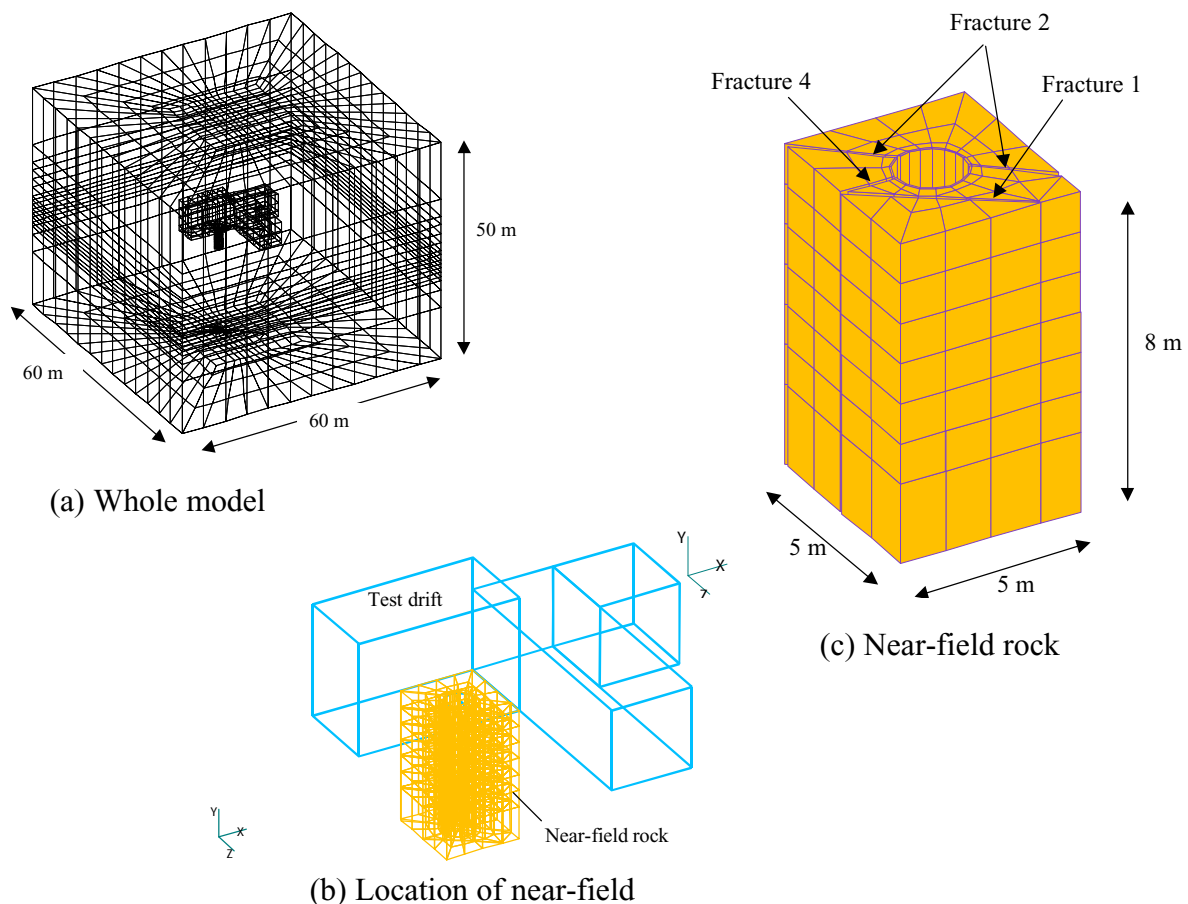 Fracture 2
Fracture 4
Fracture 1
50 m
60 m
60 m
(a) Whole model
8 m
5 m
5 m
(c) Near-field rock
Test drift
Y
X
Z
Near-field rock
Y
X
Z
(b) Location of near-field